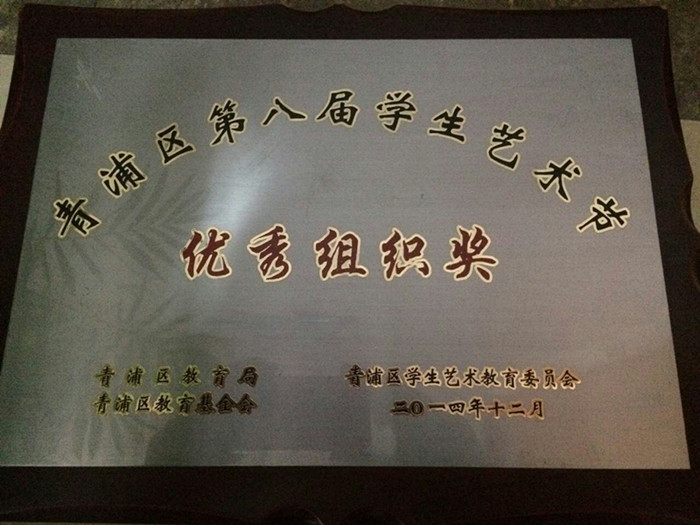 青浦区第八届学生艺术节
优秀组织奖
青浦区教育局
青浦区教育基金会
青浦区学生艺术教育委员会
二〇一四年十二月